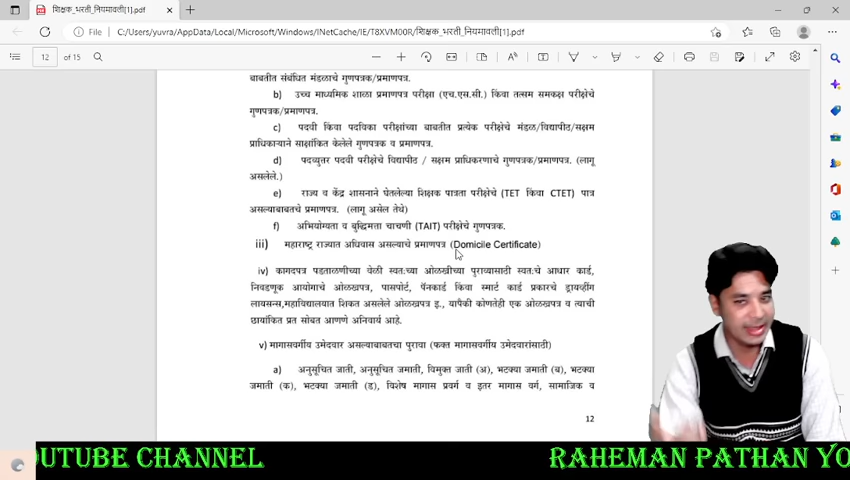 शिक्षक_भरती_नियमावली[1].pdf
File
C:/Users/yuvra/AppData/Local/Microsoft/Windows/INetCache/IE/T8XVM00R/शिक्षक_भरती_नियमावली[1].pdf
12 of 15
बाबतीत संबंधित मंडळाचे गुणपत्रक/प्रमाणपत्र.
b) उच्च माध्यमिक शाळा प्रमाणपत्र परीक्षा (एच.एस.सी.) किंवा तत्सम समकक्ष परीक्षेचे
गुणपत्रक/प्रमाणपत्र.
c) पदवी किंवा पदविका परीक्षांच्या बाबतीत प्रत्येक परीक्षेचे मंडळ/विद्यापीठ/सक्षम
प्राधिकाऱ्याने साक्षांकित केलेले गुणपत्रक व प्रमाणपत्र.
d) पदव्युत्तर पदवी परीक्षेचे विद्यापीठ / सक्षम प्राधिकरणाचे गुणपत्रक/प्रमाणपत्र. (लागू
असलेले.)
e) राज्य व केंद्र शासनाने घेतलेल्या शिक्षक पात्रता परीक्षेचे (TET किंवा CTET) पात्र
असल्याबाबतचे प्रमाणपत्र. (लागू असेल तेथे)
f) अभियोग्यता व बुद्धिमत्ता चाचणी (TAIT) परीक्षेचे गुणपत्रक.
iii) महाराष्ट्र राज्यात अधिवास असल्याचे प्रमाणपत्र (Domicile Certificate)
iv) कागदपत्र पडताळणीच्या वेळी स्वत:च्या ओळखीच्या पुराव्यासाठी स्वत:चे आधार कार्ड,
निवडणूक आयोगाचे ओळखपत्र, पासपोर्ट, पॅनकार्ड किंवा स्मार्ट कार्ड प्रकारचे ड्रायव्हींग
लायसन्स,महाविद्यालयात शिकत असलेले ओळखपत्र इ., यापैकी कोणतेही एक ओळखपत्र व त्याची
छायांकित प्रत सोबत आणणे अनिवार्य आहे.
v) मागासवर्गीय उमेदवार असल्याबाबतचा पुरावा (फक्त मागासवर्गीय उमेदवारांसाठी)
a) अनुसूचित जाती, अनुसूचित जमाती, विमुक्त जाती (अ), भटक्या जमाती (ब), भटक्या
जमाती (क), भटक्या जमाती (ड), विशेष मागास प्रवर्ग व इतर मागास वर्ग, सामाजिक व
12
OUTUBE CHANNEL RAHEMAN PATHAN YO